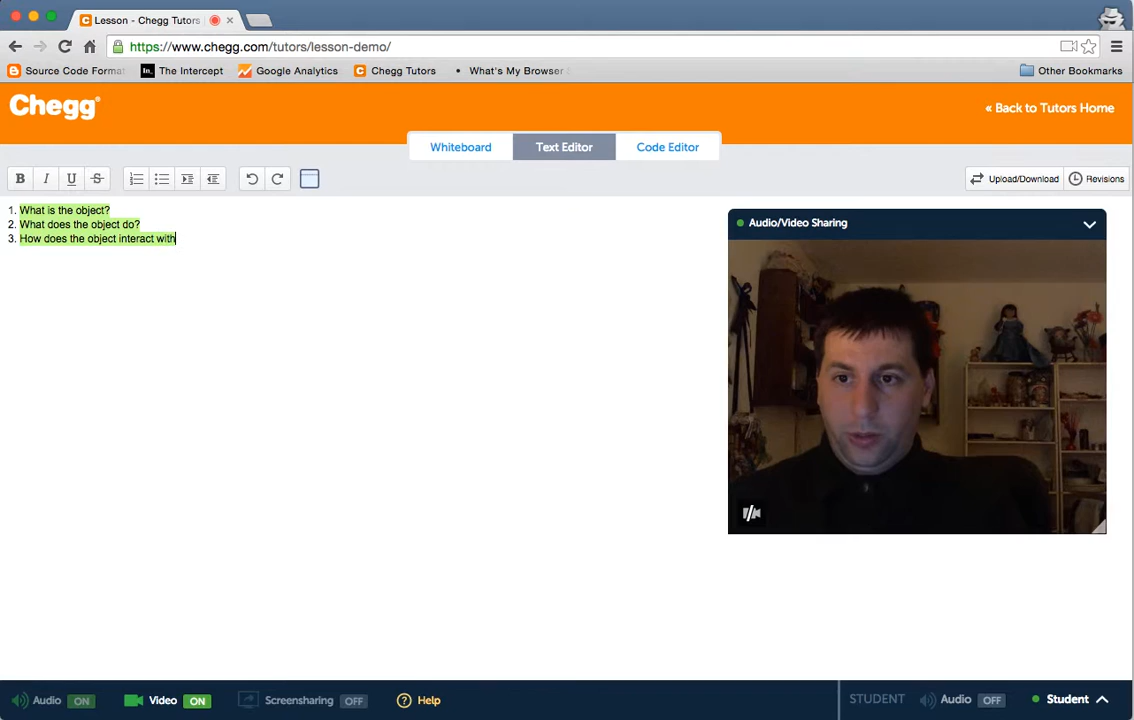 Lesson - Chegg Tutors
https://www.chegg.com/tutors/lesson-demo/
Source Code Format The Intercept Google Analytics Chegg Tutors • What's My Browser Other Bookmarks
Chegg®
« Back to Tutors Home
Whiteboard Text Editor Code Editor
B I U S Upload/Download Revisions
1. What is the object?
2. What does the object do?
3. How does the object interact with
Audio/Video Sharing
Audio ON Video ON Screensharing OFF ? Help STUDENT Audio OFF Student